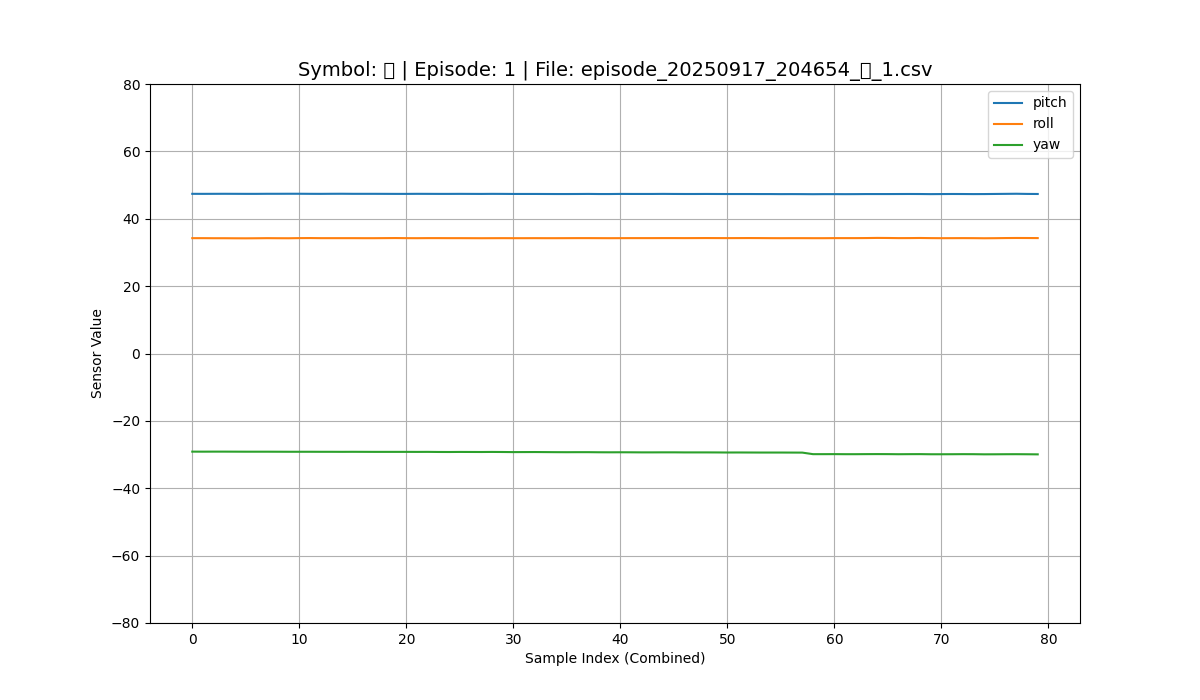 Symbol: | Episode: 1 | File: episode_20250917_204654_ _1.csv
pitch
roll
yaw
80
60
40
20
0
−20
−40
−60
−80
Sensor Value
0 10 20 30 40 50 60 70 80
Sample Index (Combined)